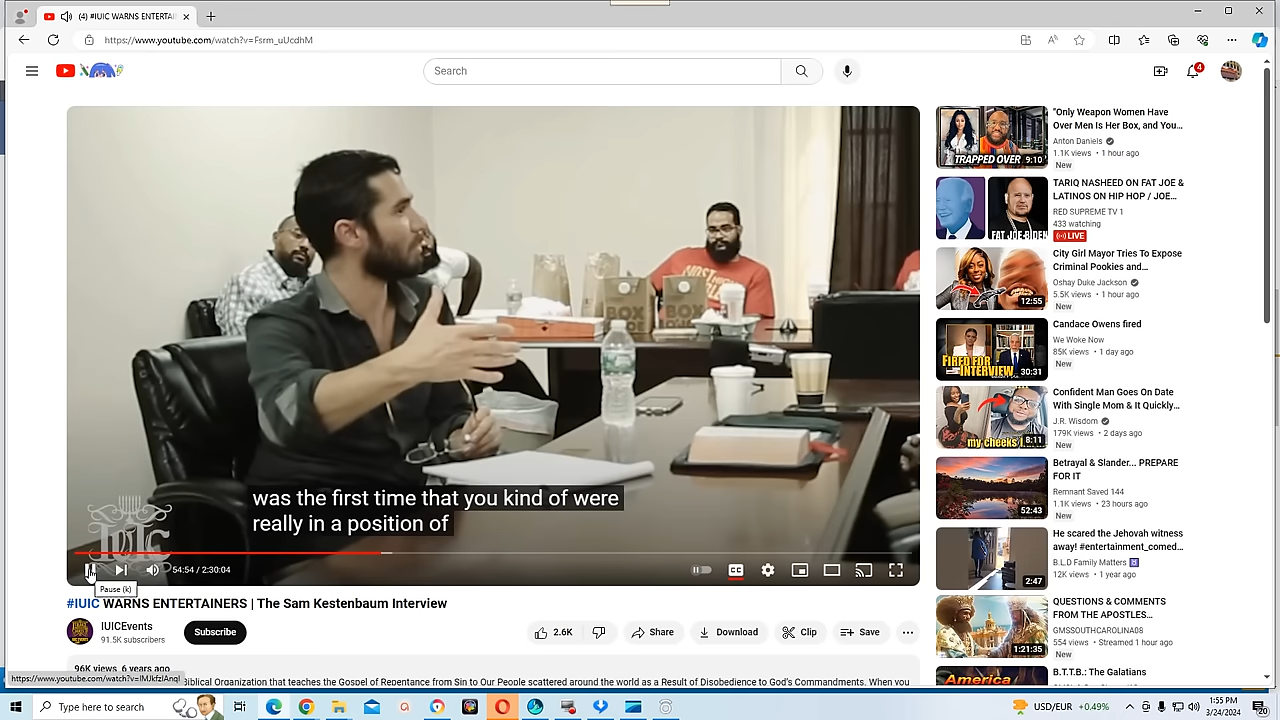 (4) #IUIC WARNS ENTERTAI
https://www.youtube.com/watch?v=Fsrm_uUcdhM
Search
4
was the first time that you kind of were
really in a position of
IUIC
54:54 / 2:30:04
CC
Pause (k)
#IUIC WARNS ENTERTAINERS | The Sam Kestenbaum Interview
IUICEvents
91.5K subscribers
Subscribe
2.6K
Share
Download
Clip
Save
96K views 6 years ago
Biblical Organization that teaches the Gospel of Repentance from Sin to Our People scattered around the world as a Result of Disobedience to God's Commandments. When you
https://www.youtube.com/watch?v=IMJkfzIAnqI
"Only Weapon Women Have
Over Men Is Her Box, and You...
Anton Daniels
1.1K views • 1 hour ago
New
TRAPPED OVER
9:10
TARIQ NASHEED ON FAT JOE &
LATINOS ON HIP HOP / JOE...
RED SUPREME TV 1
433 watching
LIVE
FAT JOE-BIDEN
City Girl Mayor Tries To Expose
Criminal Pookies and...
Oshay Duke Jackson
5.5K views • 1 hour ago
New
12:55
Candace Owens fired
We Woke Now
85K views • 1 day ago
New
FIRED FOR
INTERVIEW
30:31
Confident Man Goes On Date
With Single Mom & It Quickly...
J.R. Wisdom
179K views • 2 days ago
New
my cheeks
8:11
Betrayal & Slander... PREPARE
FOR IT
Remnant Saved 144
1.1K views • 23 hours ago
New
52:43
He scared the Jehovah witness
away! #entertainment_comed...
B.L.D Family Matters
12K views • 1 year ago
2:47
QUESTIONS & COMMENTS
FROM THE APOSTLES...
GMSSOUTHCAROLINA08
554 views • Streamed 1 hour ago
New
1:21:35
B.T.T.B.: The Galatians
America
Type here to search
USD/EUR +0.49%
1:55 PM
3/24/2024
20